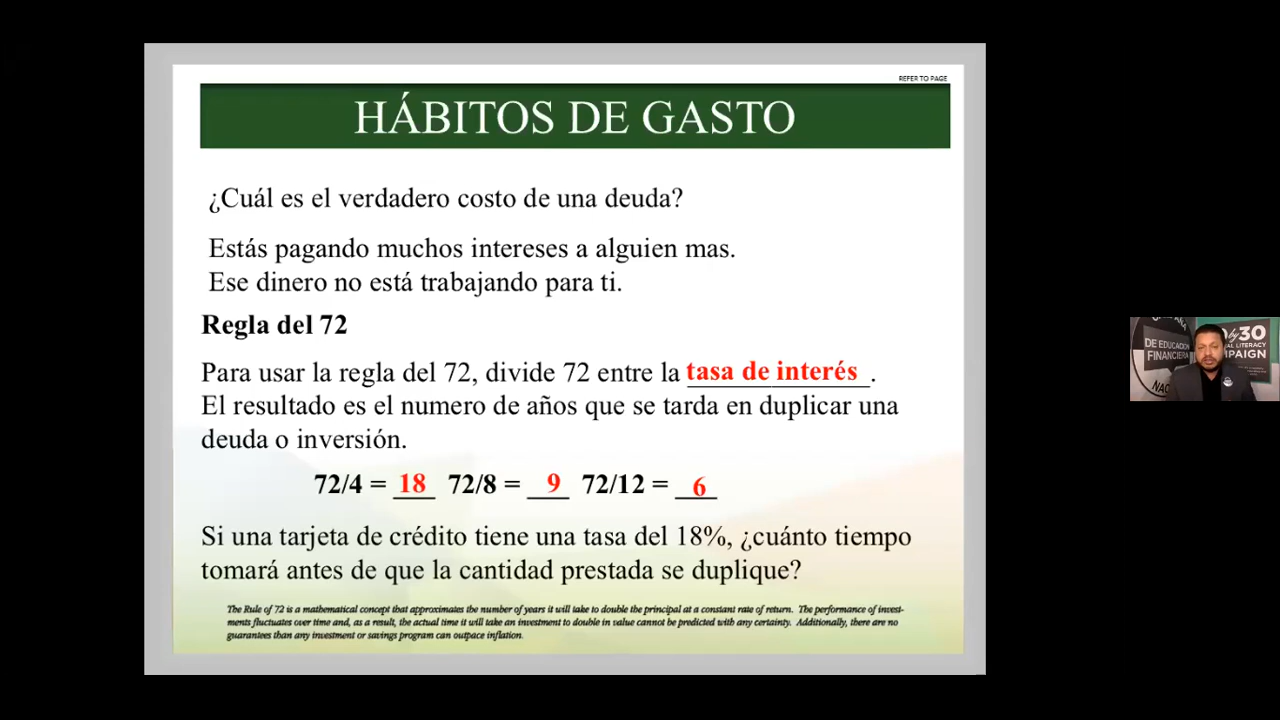 REFER TO PAGE
HÁBITOS DE GASTO
¿Cuál es el verdadero costo de una deuda?
Estás pagando muchos intereses a alguien mas.
Ese dinero no está trabajando para ti.
Regla del 72
Para usar la regla del 72, divide 72 entre la tasa de interés.
El resultado es el numero de años que se tarda en duplicar una
deuda o inversión.
72/4 = 18 72/8 = 9 72/12 = 6
Si una tarjeta de crédito tiene una tasa del 18%, ¿cuánto tiempo
tomará antes de que la cantidad prestada se duplique?
The Rule of 72 is a mathematical concept that approximates the number of years it will take to double the principal at a constant rate of return. The performance of invest-
ments fluctuates over time and, as a result, the actual time it will take an investment to double in value cannot be predicted with any certainty. Additionally, there are no
guarantees than any investment or savings program can outpace inflation.
DE EDUCACION
FINANCIERA
by30